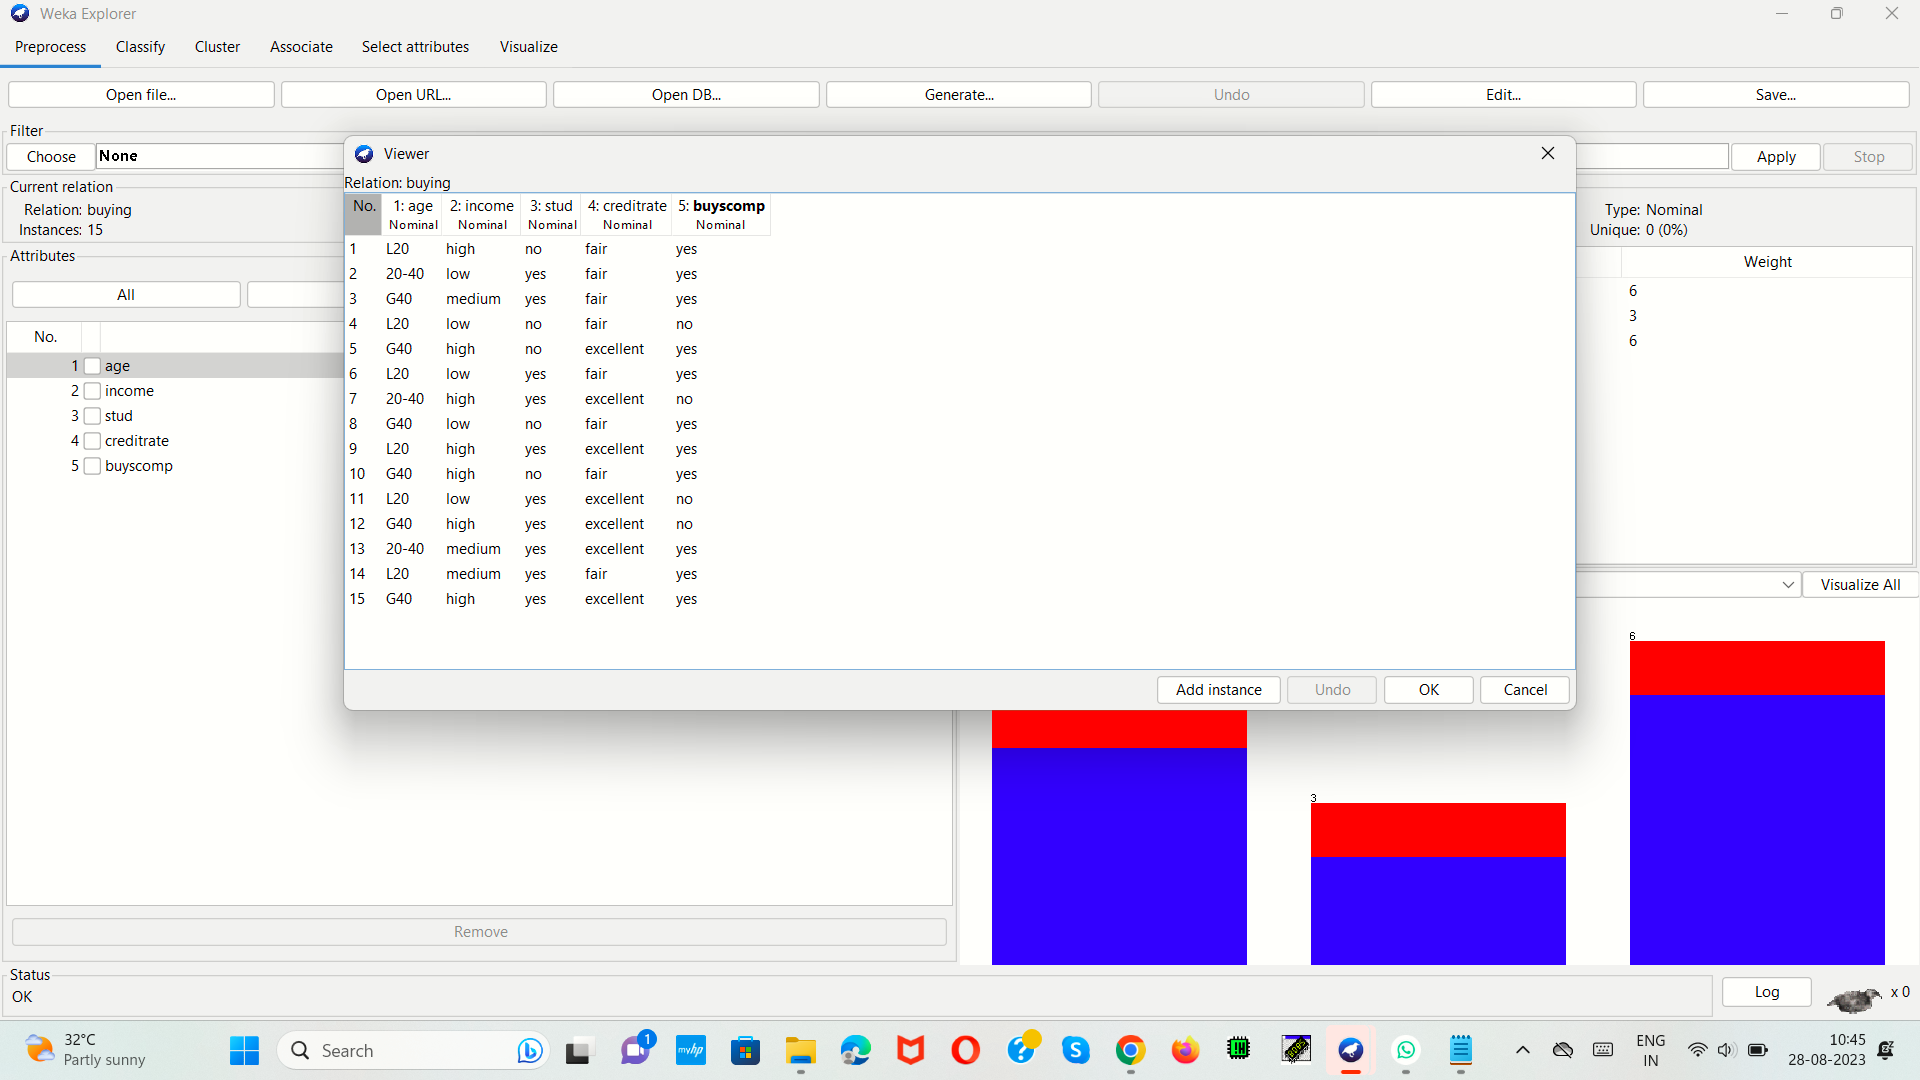 Weka Explorer
Preprocess Classify Cluster Associate Select attributes Visualize
Open file... Open URL... Open DB... Generate... Undo Edit... Save...
Filter
Choose None Apply Stop
Current relation
Relation: buying
Instances: 15
Type: Nominal
Unique: 0 (0%)
Attributes
All
No.
1 age
2 income
3 stud
4 creditrate
5 buyscomp
Remove
Viewer
Relation: buying
No. 1: age 2: income 3: stud 4: creditrate 5: buyscomp
Nominal Nominal Nominal Nominal Nominal
1 L20 high no fair yes
2 20-40 low yes fair yes
3 G40 medium yes fair yes
4 L20 low no fair no
5 G40 high no excellent yes
6 L20 low yes fair yes
7 20-40 high yes excellent no
8 G40 low no fair yes
9 L20 high yes excellent yes
10 G40 high no fair yes
11 L20 low yes excellent no
12 G40 high yes excellent no
13 20-40 medium yes excellent yes
14 L20 medium yes fair yes
15 G40 high yes excellent yes
Add instance Undo OK Cancel
Weight
6
3
6
Visualize All
6
3
Status
OK
Log x 0
32°C
Partly sunny
Search
1
myhp
ENG
IN
10:45
28-08-2023